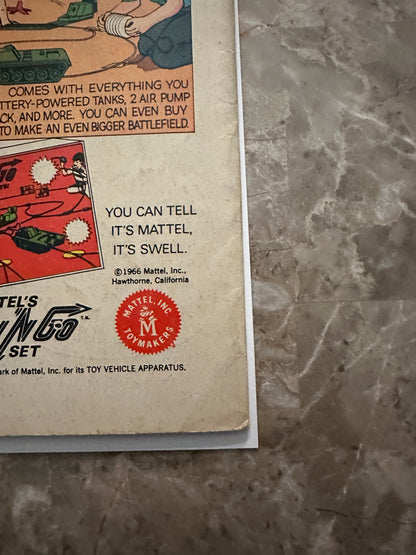 COMES WITH EVERYTHING YOU
TTERY-POWERED TANKS, 2 AIR PUMP
CK, AND MORE. YOU CAN EVEN BUY
TO MAKE AN EVEN BIGGER BATTLEFIELD.
YOU CAN TELL
IT'S MATTEL,
IT'S SWELL.
©1966 Mattel, Inc.,
Hawthorne, California
TEL'S
'N Go
SET
MATTEL, INC.
M
TOYMAKERS
rk of Mattel, Inc. for its TOY VEHICLE APPARATUS.